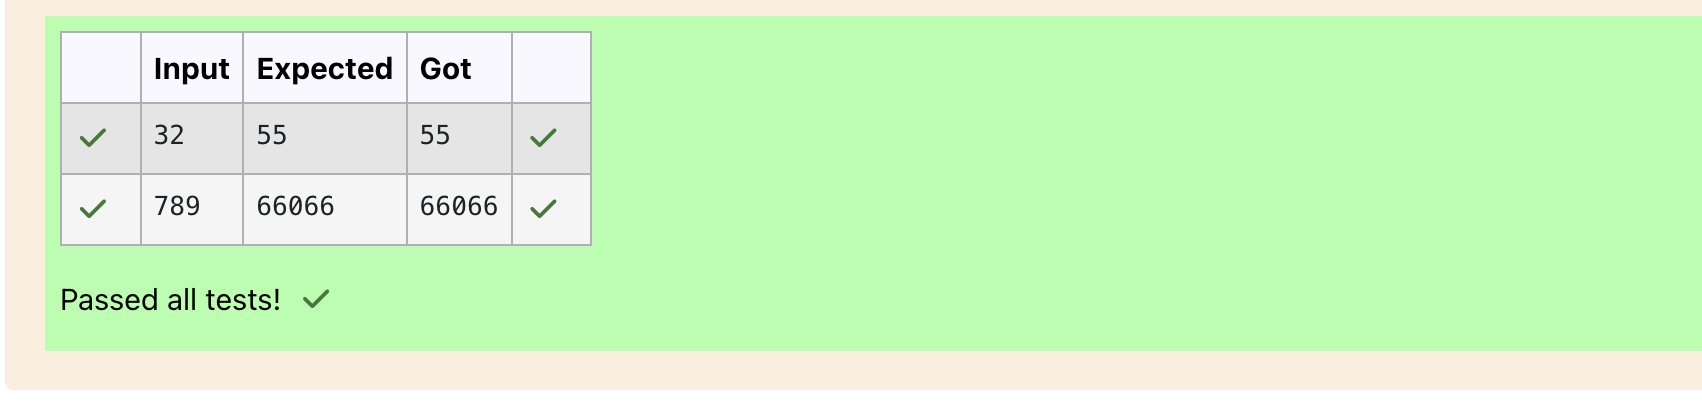 Input Expected Got
32 55 55
789 66066 66066
Passed all tests!